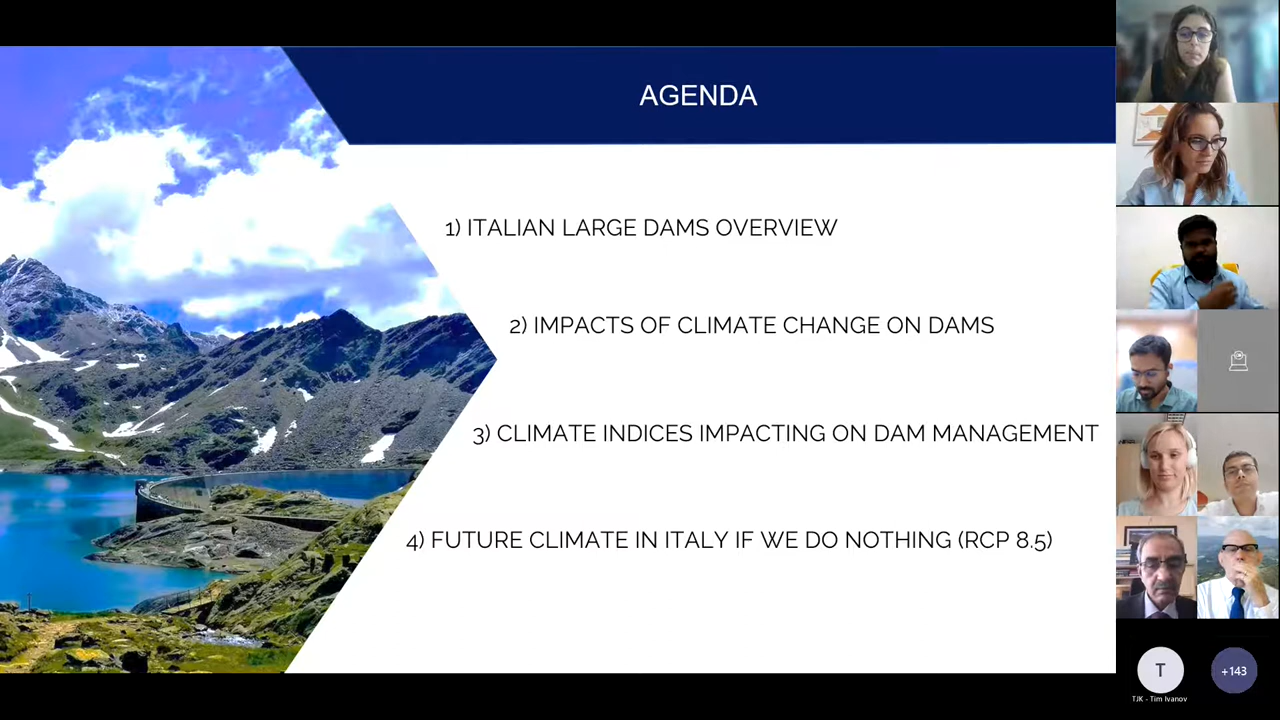 AGENDA
1) ITALIAN LARGE DAMS OVERVIEW
2) IMPACTS OF CLIMATE CHANGE ON DAMS
3) CLIMATE INDICES IMPACTING ON DAM MANAGEMENT
4) FUTURE CLIMATE IN ITALY IF WE DO NOTHING (RCP 8.5)
T
+143
TJK - Tim Ivanov